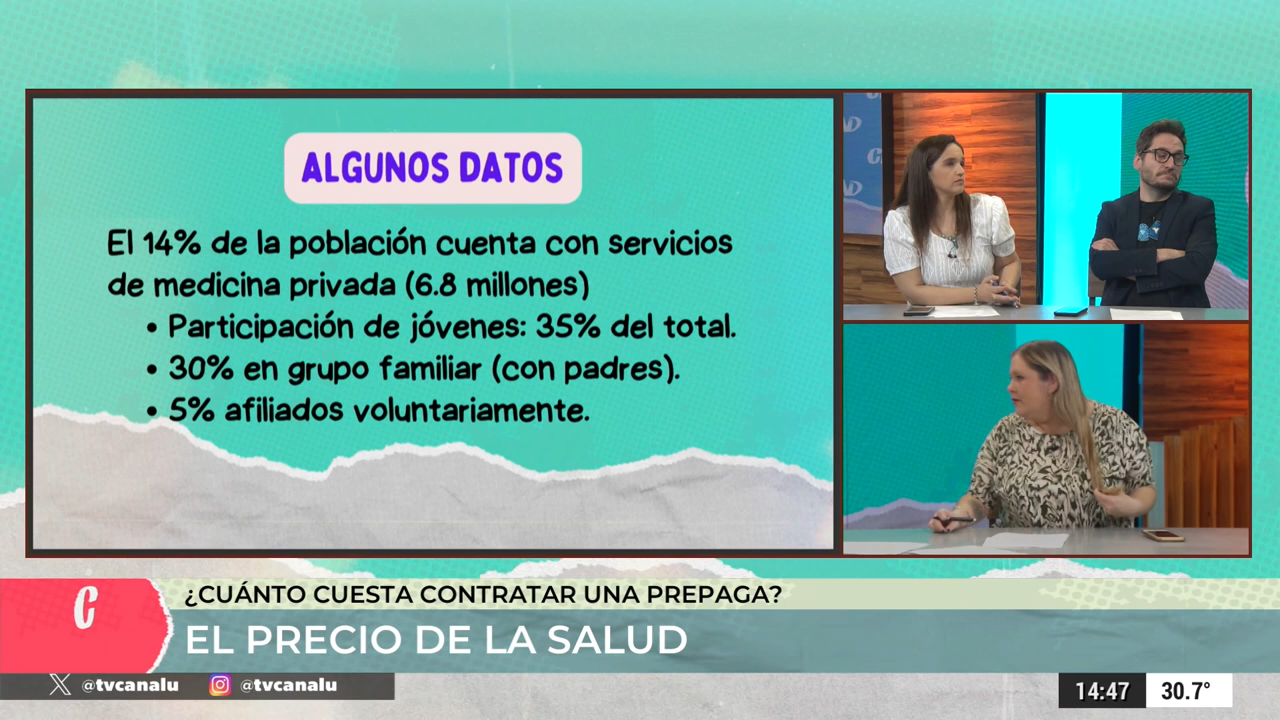 ALGUNOS DATOS
El 14% de la población cuenta con servicios
de medicina privada (6.8 millones)
• Participación de jóvenes: 35% del total.
• 30% en grupo familiar (con padres).
• 5% afiliados voluntariamente.
C
¿CUÁNTO CUESTA CONTRATAR UNA PREPAGA?
EL PRECIO DE LA SALUD
@tvcanalu @tvcanalu
14:47 30.7°